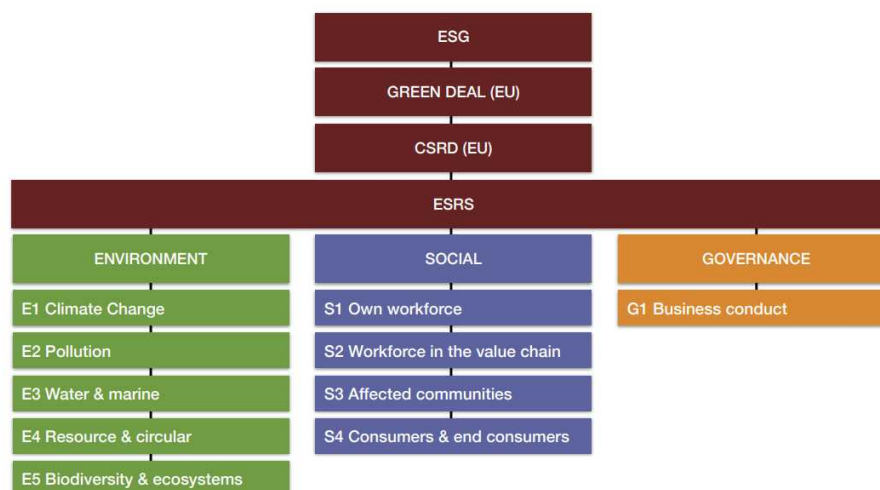 ESG
GREEN DEAL (EU)
CSRD (EU)
ESRS
ENVIRONMENT
E1 Climate Change
E2 Pollution
E3 Water & marine
E4 Resource & circular
E5 Biodiversity & ecosystems
SOCIAL
S1 Own workforce
S2 Workforce in the value chain
S3 Affected communities
S4 Consumers & end consumers
GOVERNANCE
G1 Business conduct